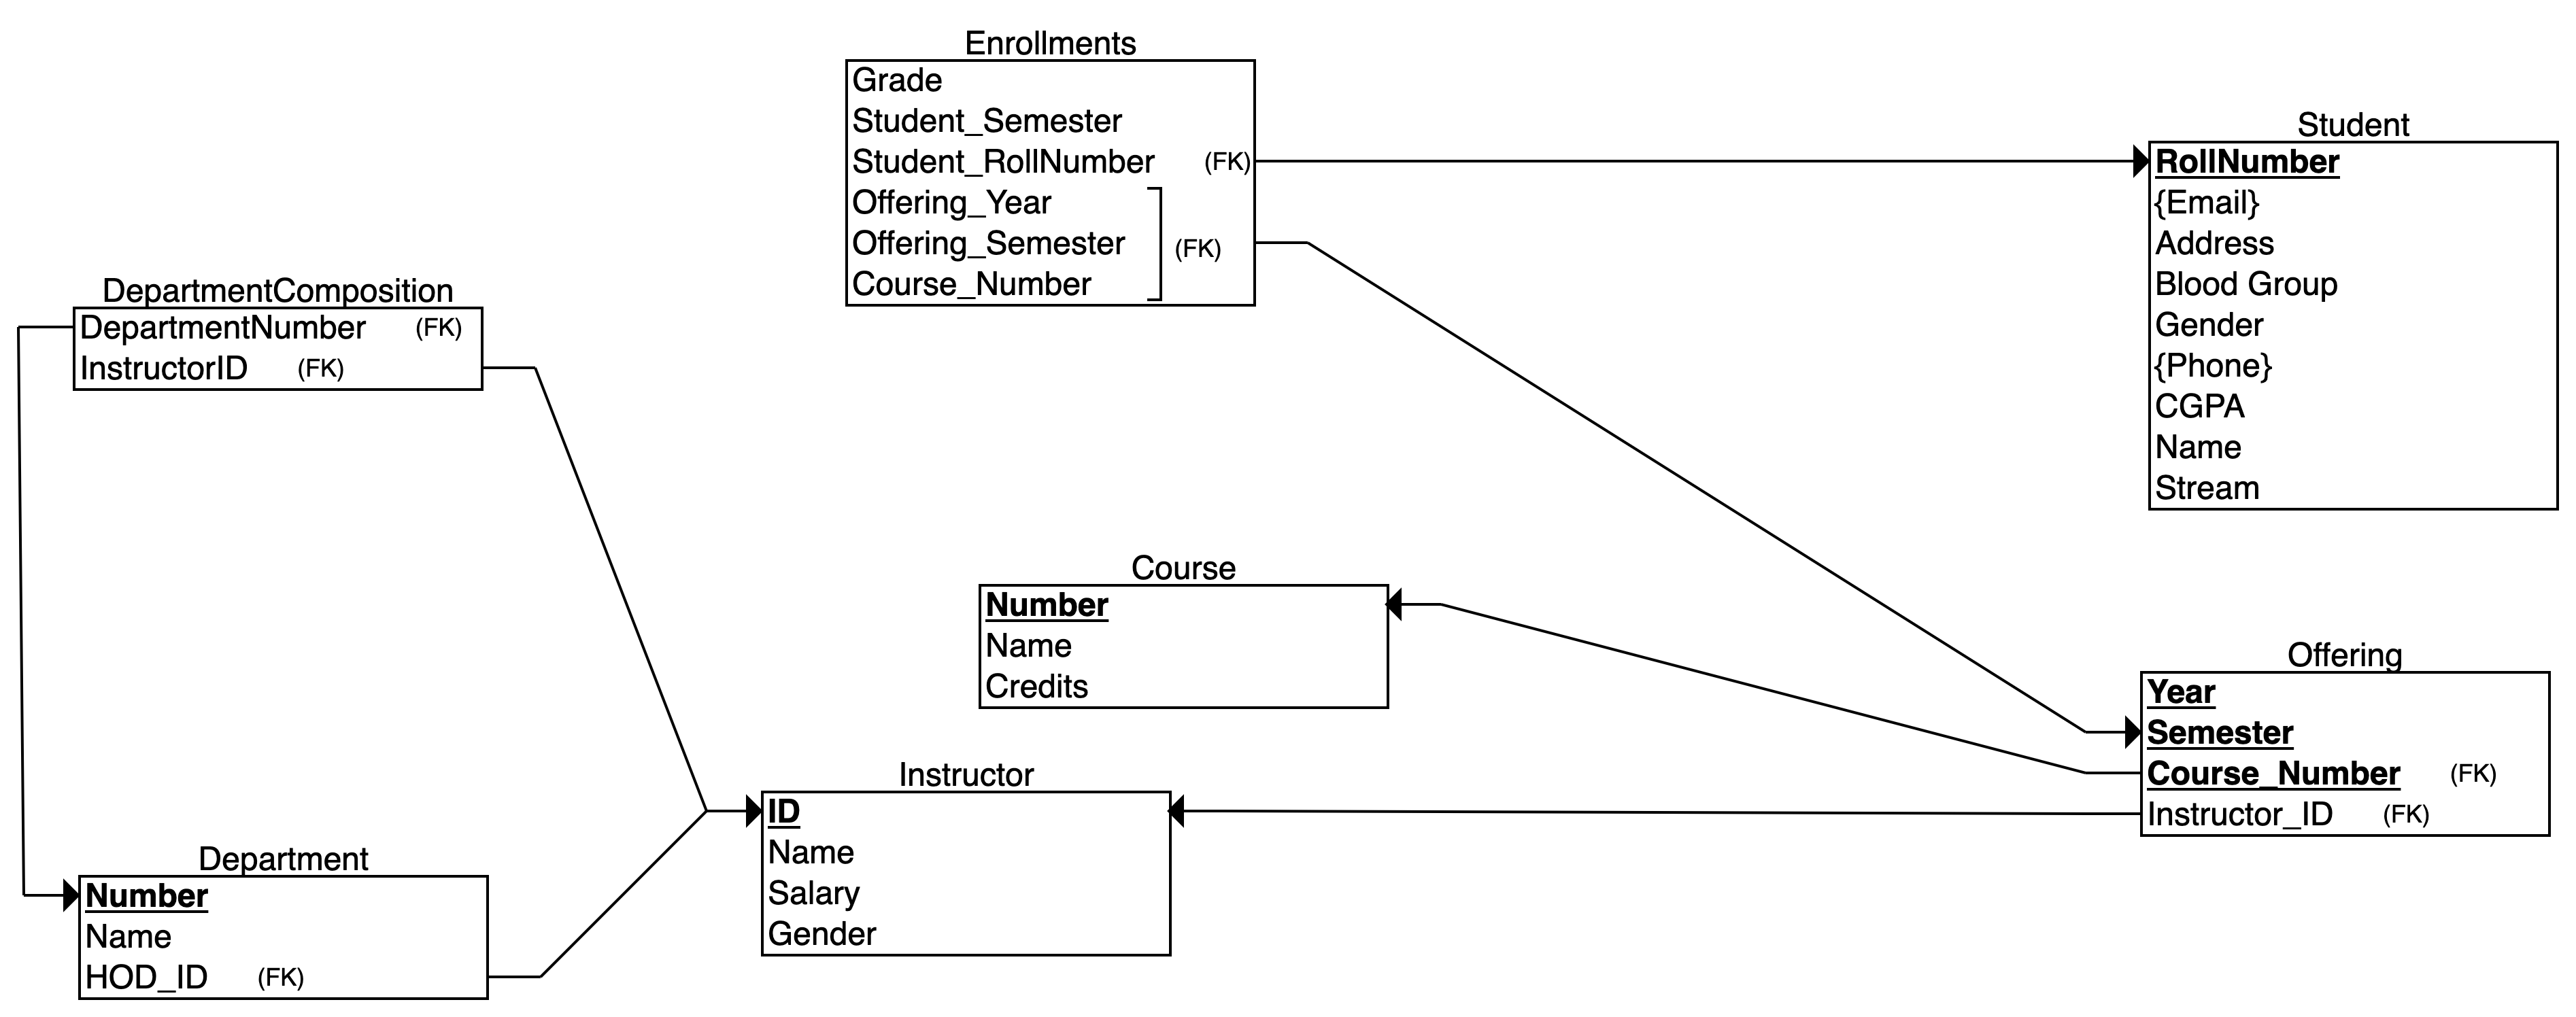 Enrollments
Grade
Student_Semester
Student_RollNumber (FK)
Offering_Year
Offering_Semester (FK)
Course_Number
Student
RollNumber
{Email}
Address
Blood Group
Gender
{Phone}
CGPA
Name
Stream
DepartmentComposition
DepartmentNumber (FK)
InstructorID (FK)
Course
Number
Name
Credits
Offering
Year
Semester
Course_Number (FK)
Instructor_ID (FK)
Instructor
ID
Name
Salary
Gender
Department
Number
Name
HOD_ID (FK)